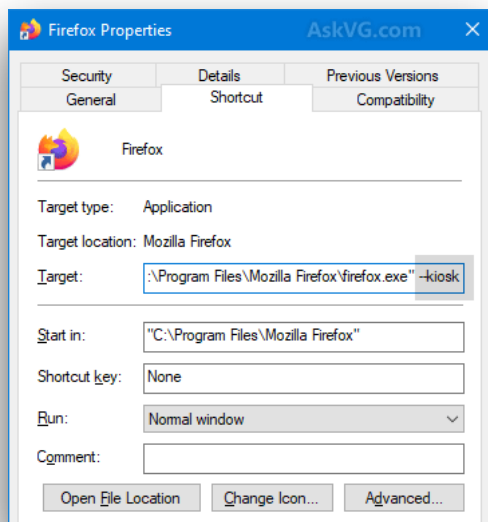 Firefox Properties
AskVG.com
Security Details Previous Versions
General Shortcut Compatibility
Firefox
Target type: Application
Target location: Mozilla Firefox
Target: :\Program Files\Mozilla Firefox\firefox.exe" --kiosk
Start in: "C:\Program Files\Mozilla Firefox"
Shortcut key: None
Run: Normal window
Comment:
Open File Location Change Icon... Advanced...